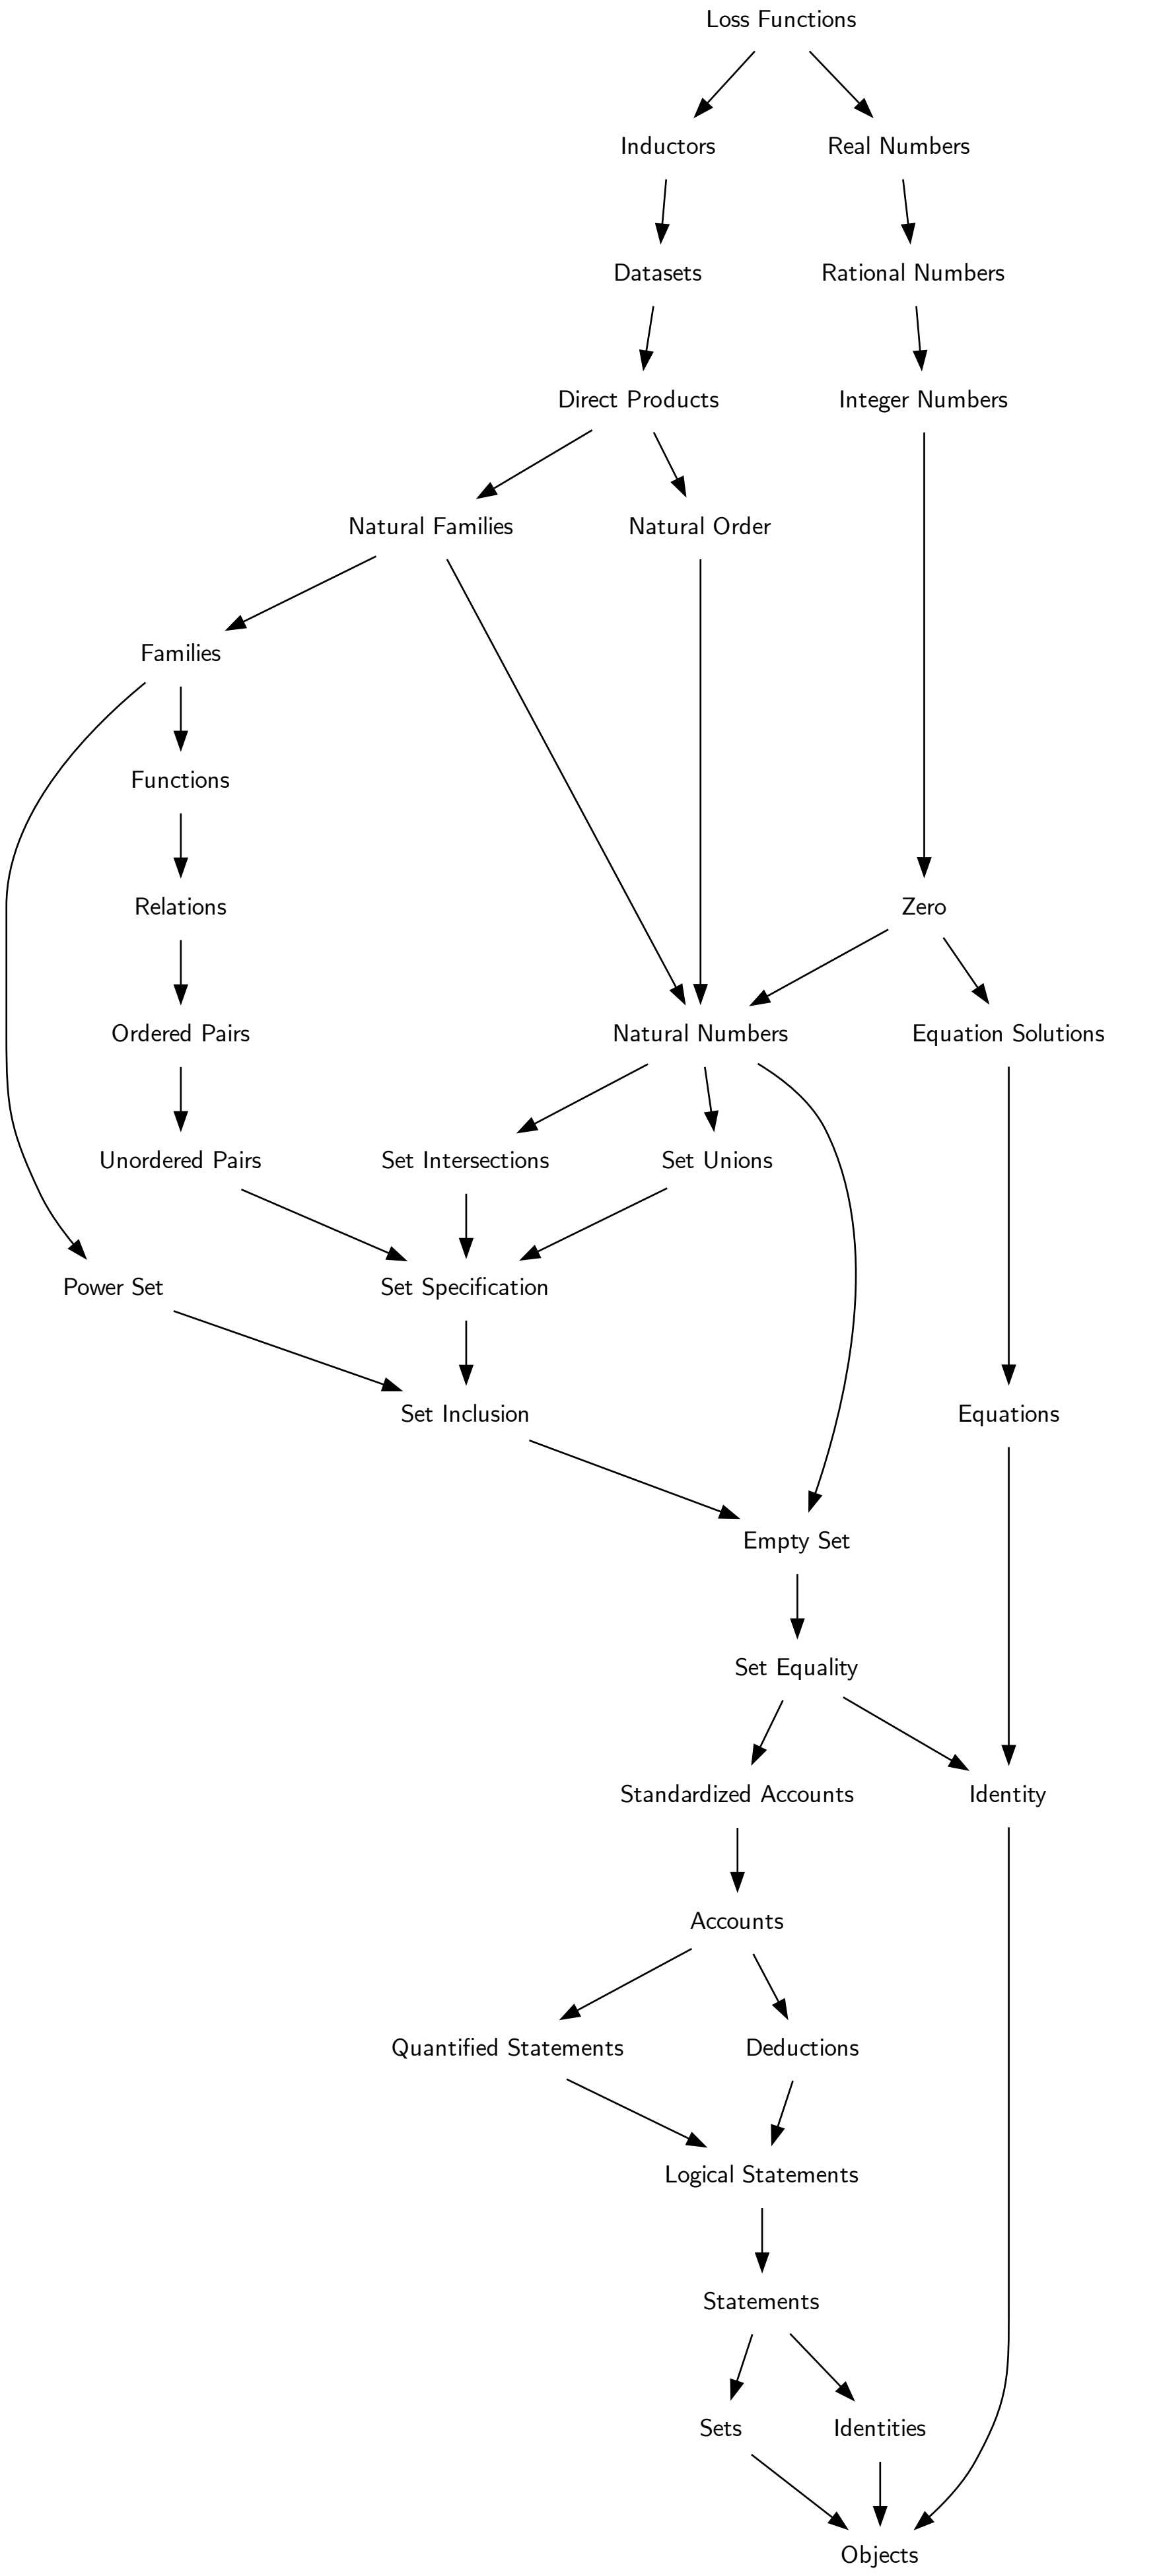 Loss Functions
Inductors
Real Numbers
Datasets
Rational Numbers
Direct Products
Integer Numbers
Natural Families
Natural Order
Families
Functions
Relations
Zero
Ordered Pairs
Natural Numbers
Equation Solutions
Unordered Pairs
Set Intersections
Set Unions
Power Set
Set Specification
Set Inclusion
Equations
Empty Set
Set Equality
Standardized Accounts
Identity
Accounts
Quantified Statements
Deductions
Logical Statements
Statements
Sets
Identities
Objects